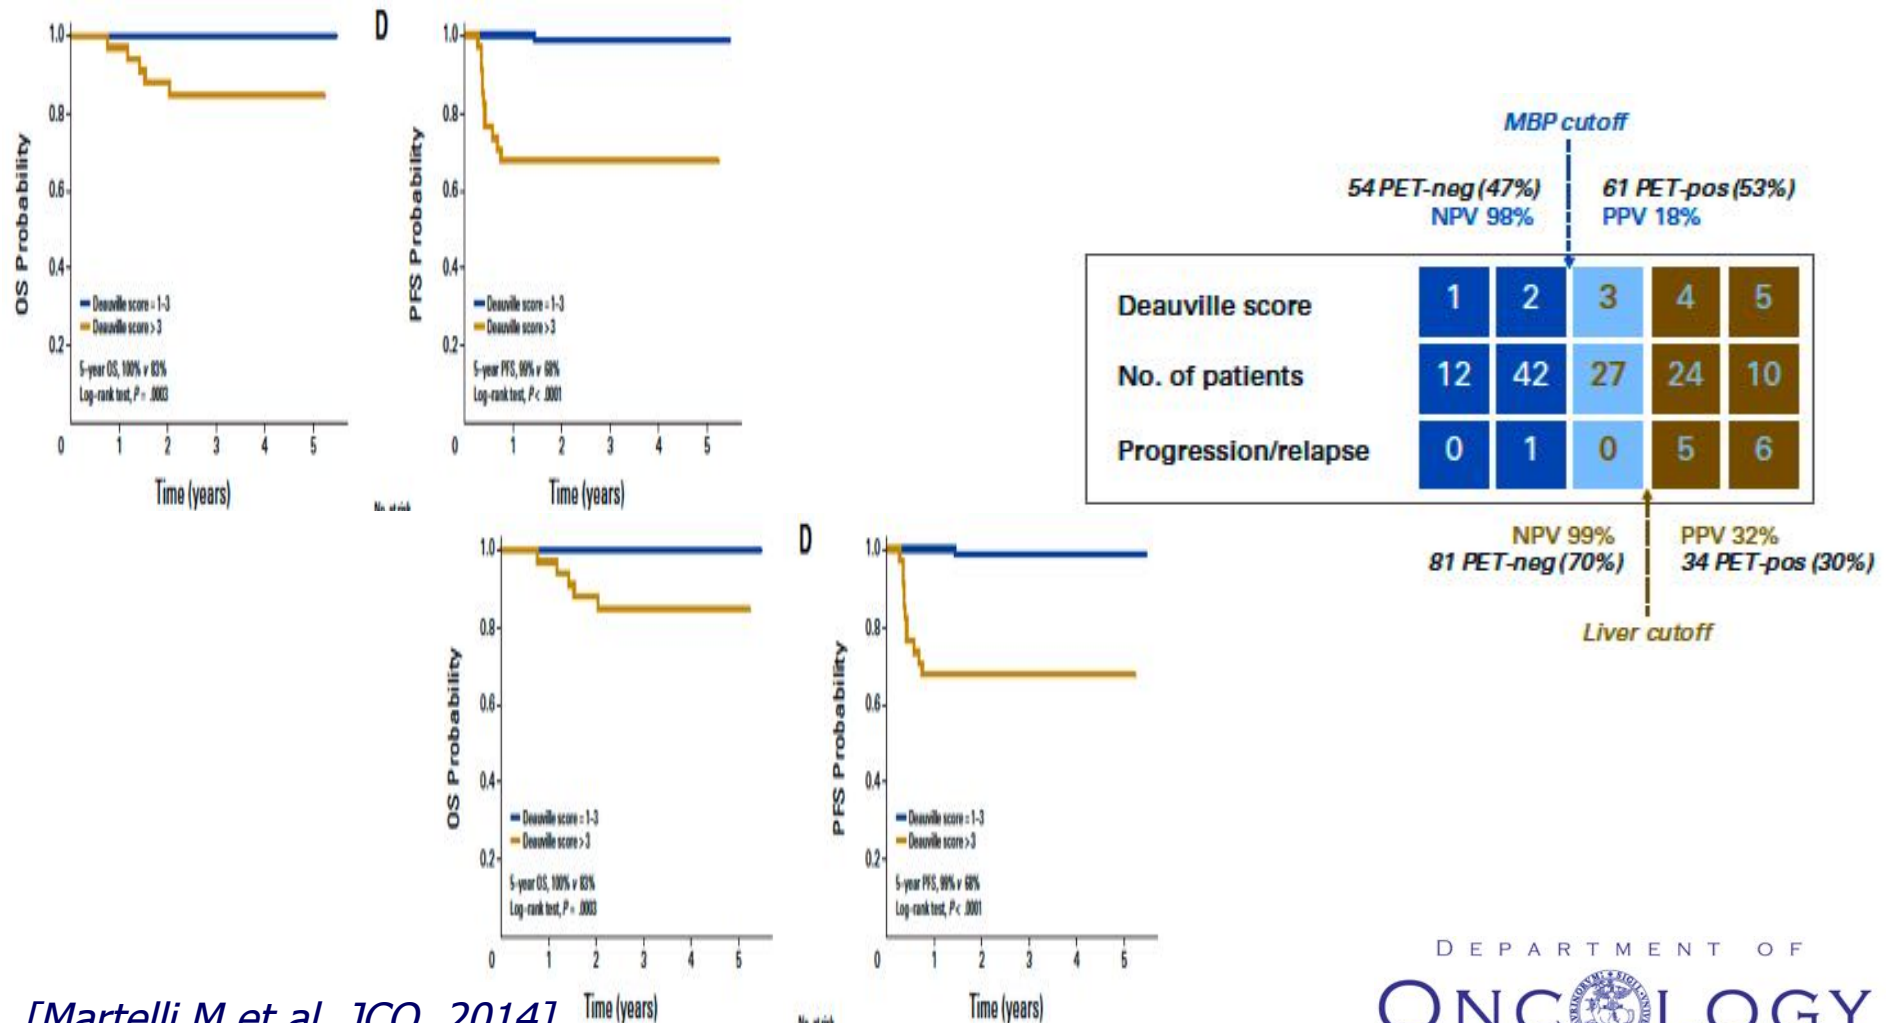 D
1.0
0.8
0.6
0.4
0.2
OS Probability
Deauville score = 1-3
Deauville score > 3
5-year OS, 100% v 83%
Log-rank test, P = .0003
0 1 2 3 4 5
Time (years)
1.0
0.8
0.6
0.4
0.2
PFS Probability
Deauville score = 1-3
Deauville score > 3
5-year PFS, 99% v 68%
Log-rank test, P < .0001
0 1 2 3 4 5
Time (years)
MBP cutoff
54 PET-neg (47%) 61 PET-pos (53%)
NPV 98% PPV 18%
Deauville score 1 2 3 4 5
No. of patients 12 42 27 24 10
Progression/relapse 0 1 0 5 6
NPV 99% PPV 32%
81 PET-neg (70%) 34 PET-pos (30%)
Liver cutoff
D
1.0
0.8
0.6
0.4
0.2
OS Probability
Deauville score = 1-3
Deauville score > 3
5-year OS, 100% v 83%
Log-rank test, P = .0003
0 1 2 3 4 5
Time (years)
1.0
0.8
0.6
0.4
0.2
PFS Probability
Deauville score = 1-3
Deauville score > 3
5-year PFS, 99% v 68%
Log-rank test, P < .0001
0 1 2 3 4 5
Time (years)
[Martelli M et al, JCO, 2014]
DEPARTMENT OF
ONCOLOGY